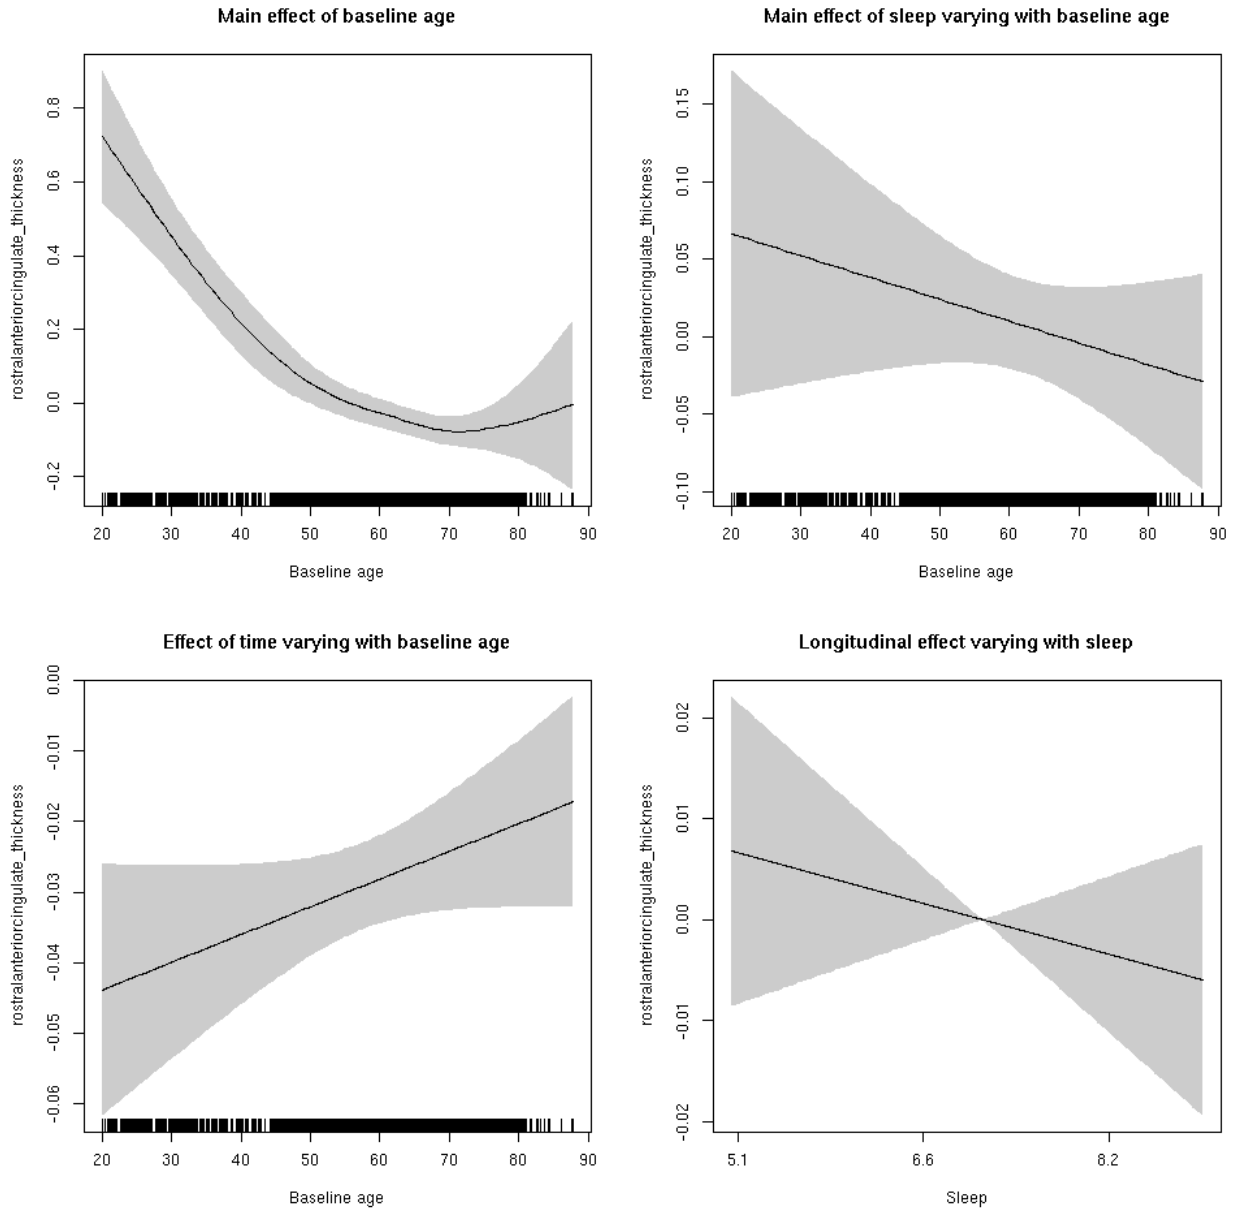 Main effect of baseline age
rostralanteriorcingulate_thickness
0.8
0.6
0.4
0.2
0.0
-0.2
20 30 40 50 60 70 80 90
Baseline age
Main effect of sleep varying with baseline age
rostralanteriorcingulate_thickness
0.15
0.10
0.05
0.00
-0.05
-0.10
20 30 40 50 60 70 80 90
Baseline age
Effect of time varying with baseline age
rostralanteriorcingulate_thickness
0.00
-0.01
-0.02
-0.03
-0.04
-0.05
-0.06
20 30 40 50 60 70 80 90
Baseline age
Longitudinal effect varying with sleep
rostralanteriorcingulate_thickness
0.02
0.01
0.00
-0.01
-0.02
5.1 6.6 8.2
Sleep